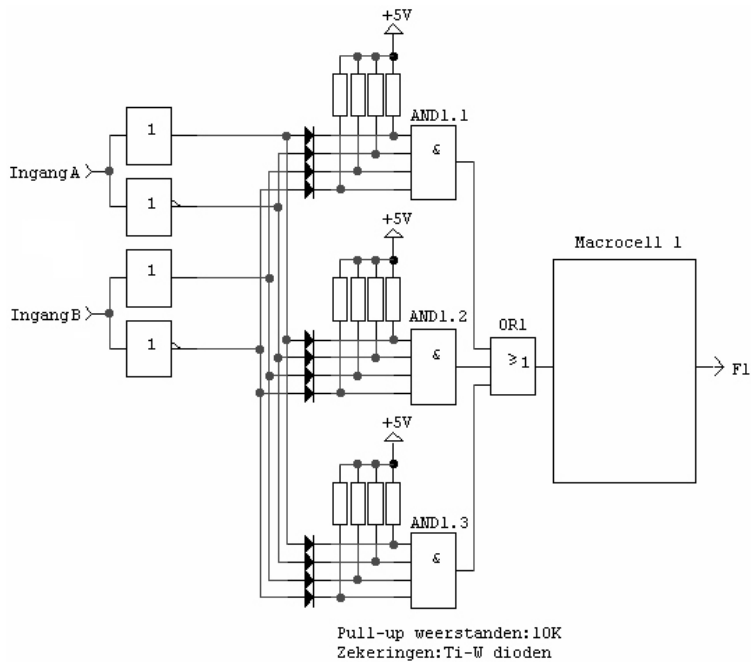 +5V
AND1.1
1
&
IngangA
1
+5V
Macrocell 1
1
AND1.2
IngangB
OR1
1
&
≥1
F1
+5V
AND1.3
&
Pull-up weerstanden:10K
Zekeringen:Ti-W dioden